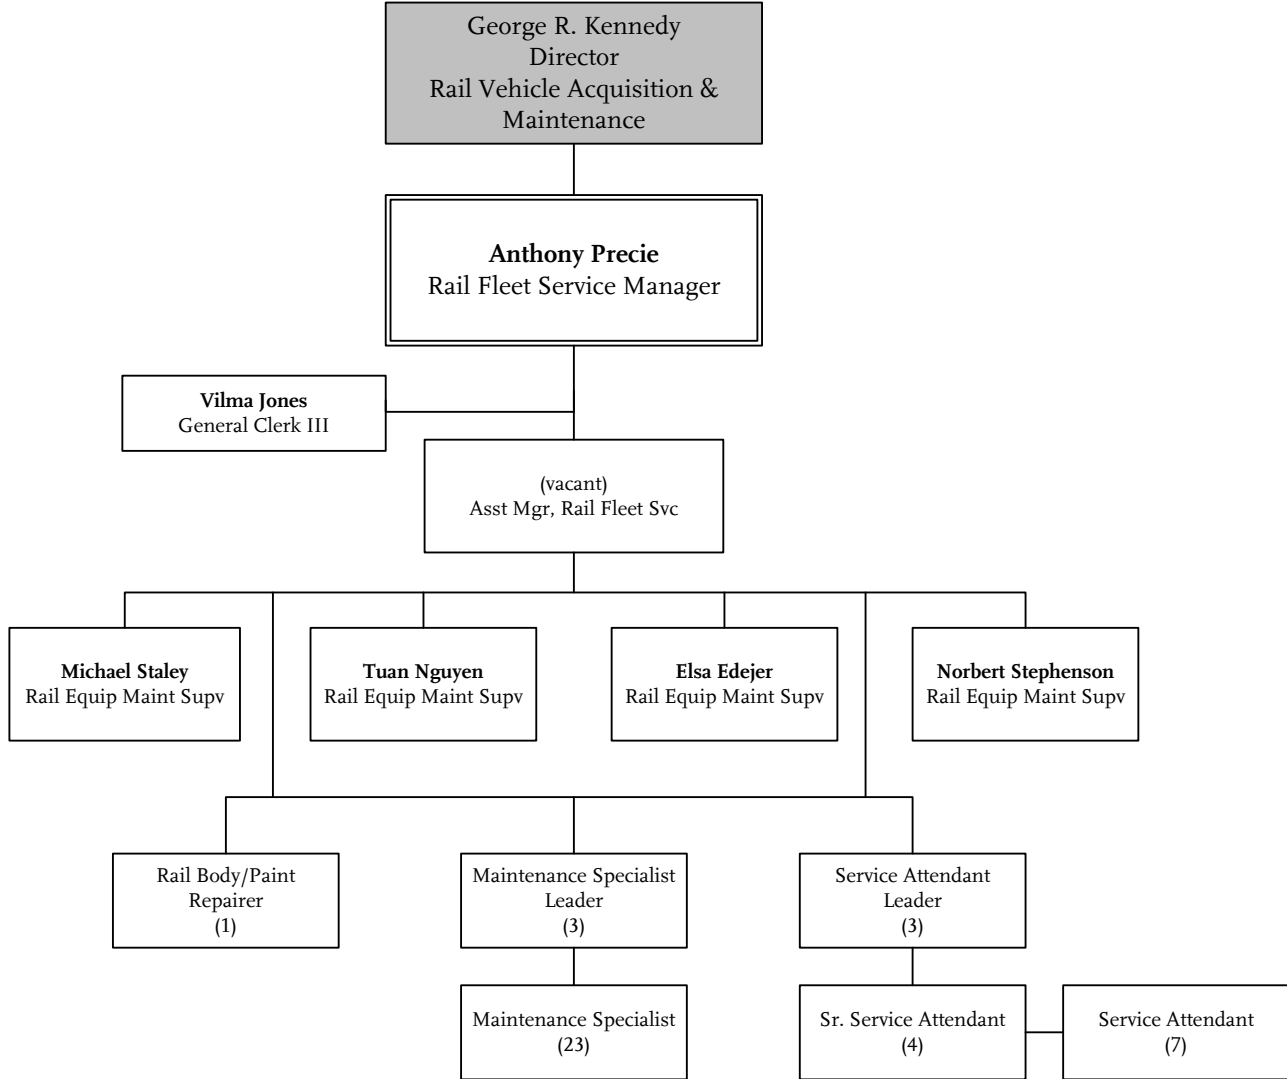 George R. Kennedy
Director
Rail Vehicle Acquisition &
Maintenance
Anthony Precie
Rail Fleet Service Manager
Vilma Jones
General Clerk III
(vacant)
Asst Mgr, Rail Fleet Svc
Michael Staley
Rail Equip Maint Supv
Tuan Nguyen
Rail Equip Maint Supv
Elsa Edejer
Rail Equip Maint Supv
Norbert Stephenson
Rail Equip Maint Supv
Rail Body/Paint
Repairer
(1)
Maintenance Specialist
Leader
(3)
Service Attendant
Leader
(3)
Maintenance Specialist
(23)
Sr. Service Attendant
(4)
Service Attendant
(7)